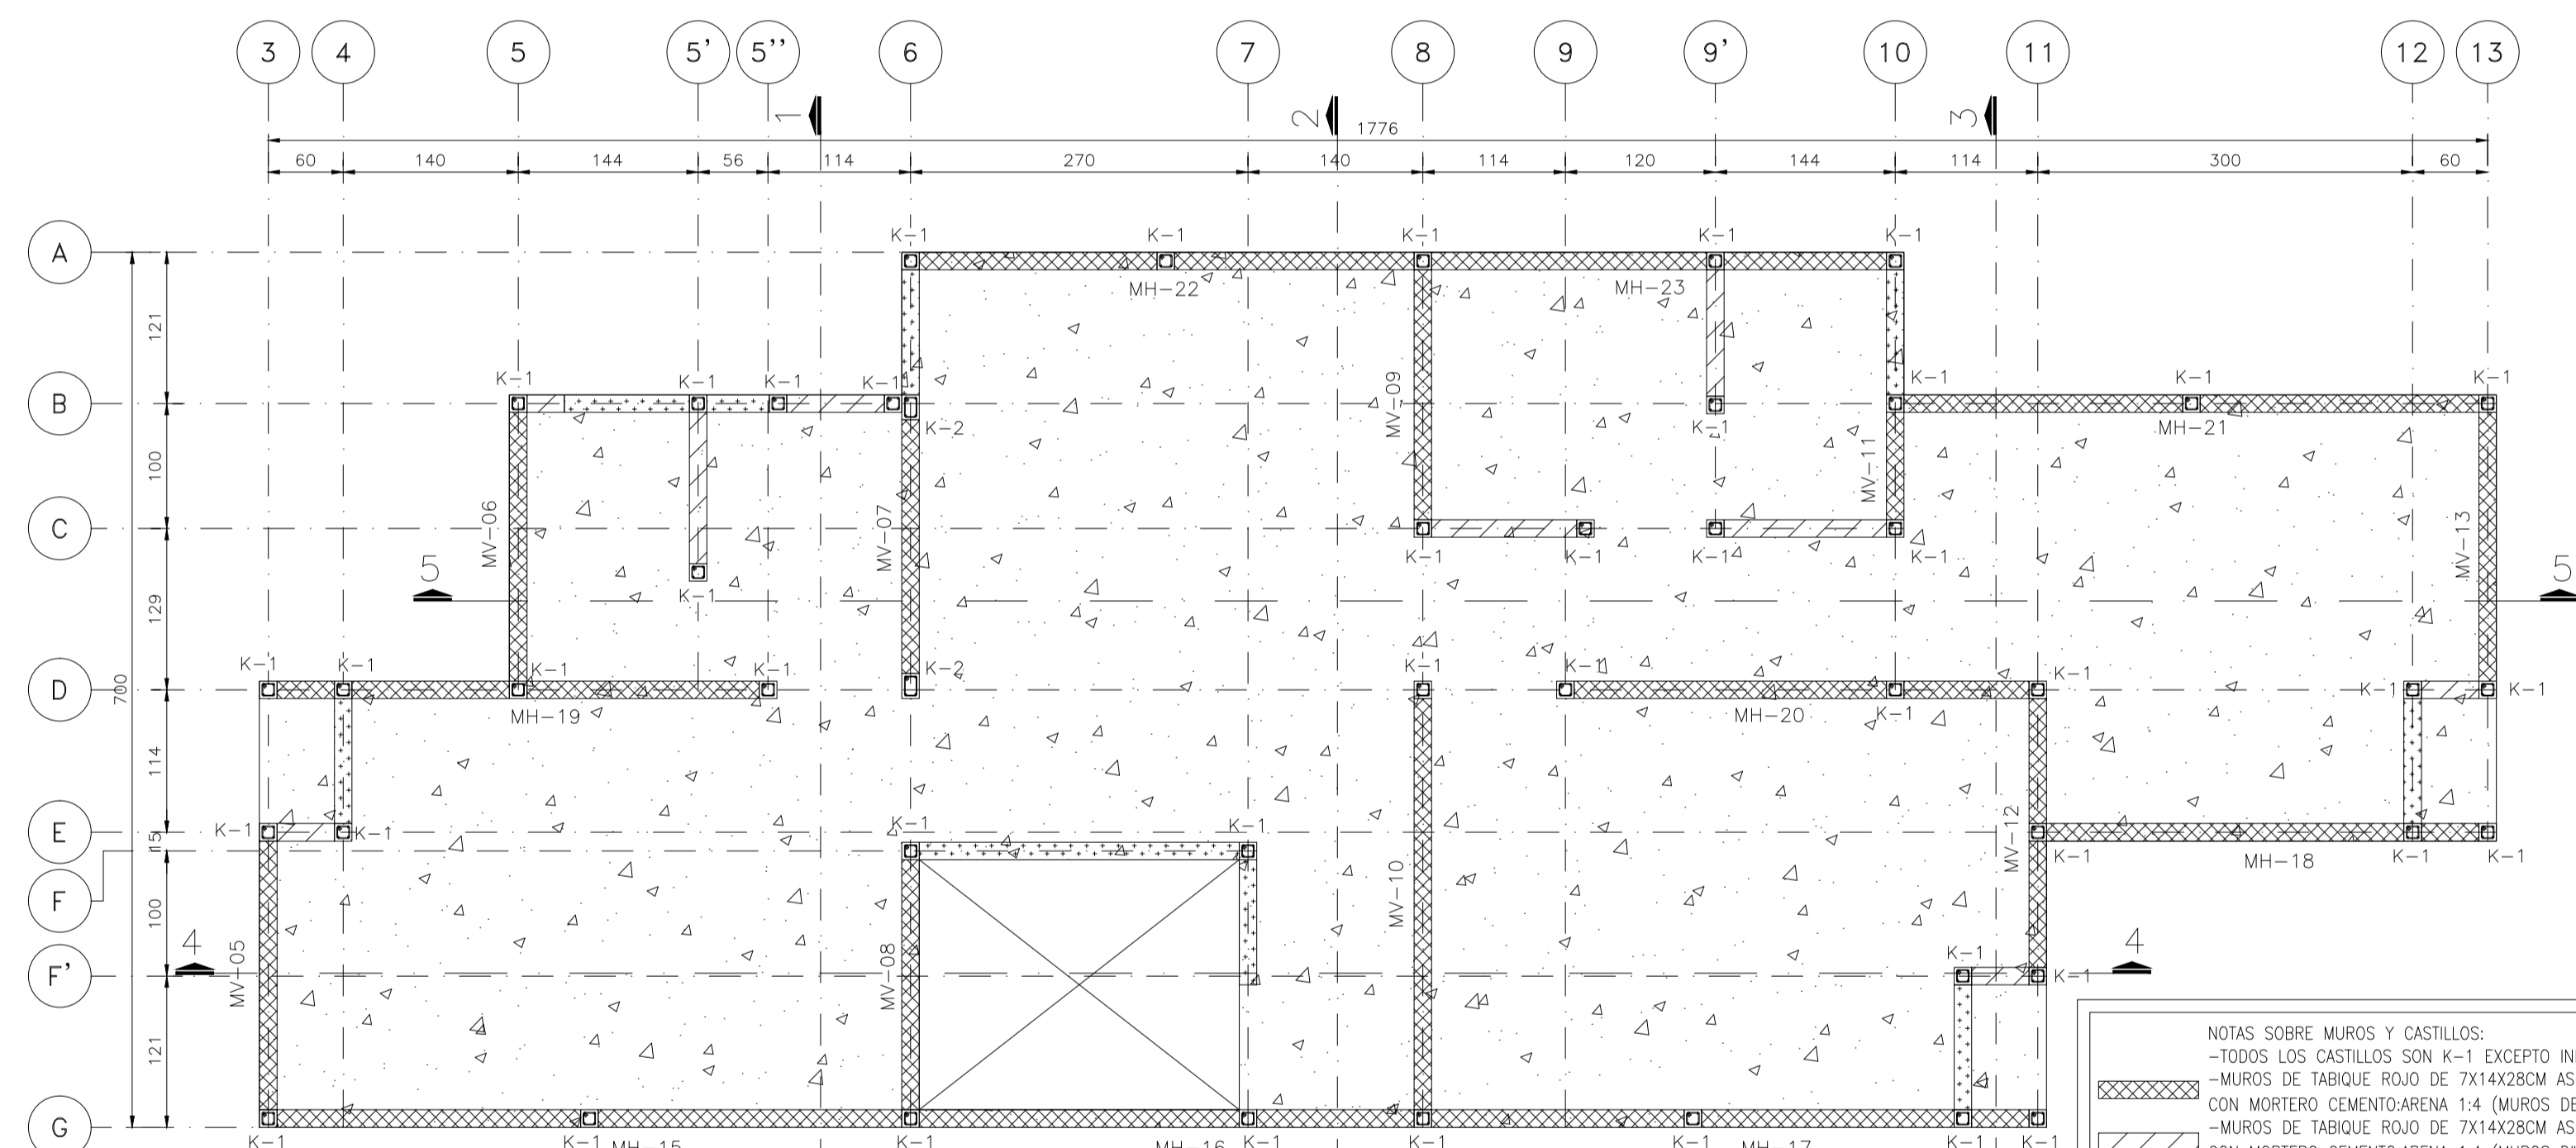 3 4 5 5' 5'' 6 7 8 9 9' 10 11 12 13
1 2 3
1776
60 140 144 56 114 270 140 114 120 144 114 300 60
A
K-1 K-1 K-1 K-1 K-1
MH-22 MH-23
121
K-1 K-1 K-1 K-1 K-1 K-1 K-1
B
K-2 K-1 MH-21
MV-09
MV-11
100
MV-06
MV-07
MV-13
C
K-1 K-1 K-1 K-1
5 5
K-1
129
K-1 K-1 K-1 K-1 K-2 K-1 K-1 K-1
D
K-1 K-1
700
MH-19 MH-20 K-1
114
MV-12
E
K-1 K-1 K-1 K-1
15
K-1 K-1 K-1
MH-18
F
MV-10
100
4 4
MV-05
MV-08
F'
K-1 K-1
121
G
K-1 K-1 MH-15 K-1 MH-16 K-1 K-1 K-1 MH-17 K-1 K-1
NOTAS SOBRE MUROS Y CASTILLOS:
-TODOS LOS CASTILLOS SON K-1 EXCEPTO IN
-MUROS DE TABIQUE ROJO DE 7X14X28CM AS
CON MORTERO CEMENTO:ARENA 1:4 (MUROS DE
-MUROS DE TABIQUE ROJO DE 7X14X28CM AS
CON MORTERO CEMENTO:ARENA 1:4 (MUROS